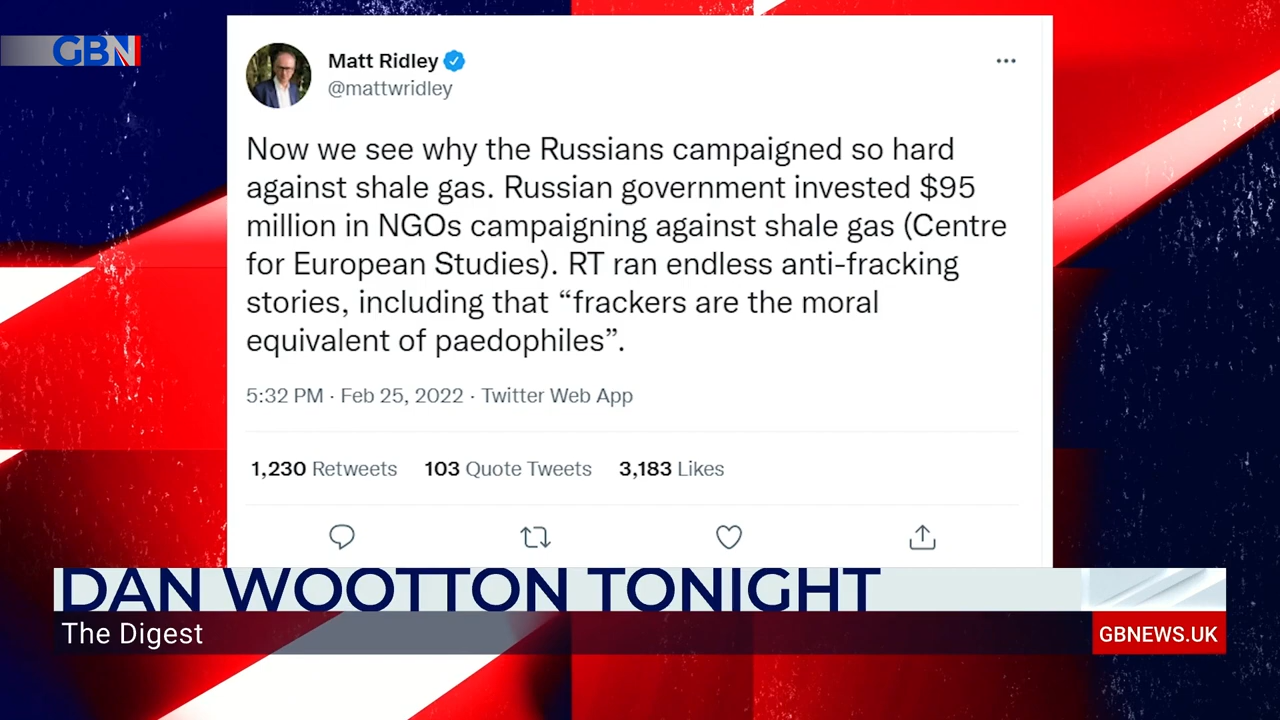 GBN
Matt Ridley
@mattwridley
Now we see why the Russians campaigned so hard
against shale gas. Russian government invested $95
million in NGOs campaigning against shale gas (Centre
for European Studies). RT ran endless anti-fracking
stories, including that “frackers are the moral
equivalent of paedophiles”.
5:32 PM · Feb 25, 2022 · Twitter Web App
1,230 Retweets 103 Quote Tweets 3,183 Likes
DAN WOOTTON TONIGHT
The Digest
GBNEWS.UK